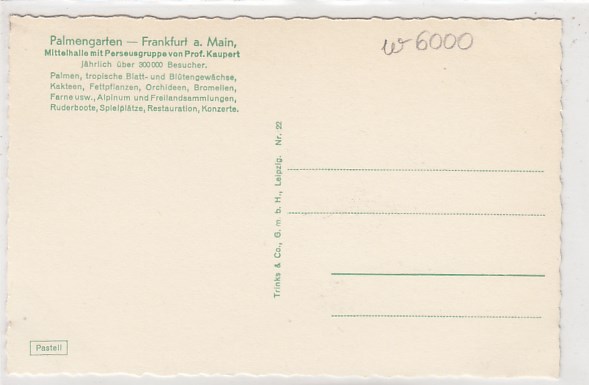 Palmengarten — Frankfurt a. Main,
Mittelhalle mit Perseusgruppe von Prof. Kaupert
jährlich über 300000 Besucher.
Palmen, tropische Blatt- und Blütengewächse,
Kakteen, Fettpflanzen, Orchideen, Bromelien,
Farne usw., Alpinum und Freilandsammlungen,
Ruderboote, Spielplätze, Restauration, Konzerte.
w 6000
Trinks & Co., G. m. b. H., Leipzig. Nr. 22
Pastell